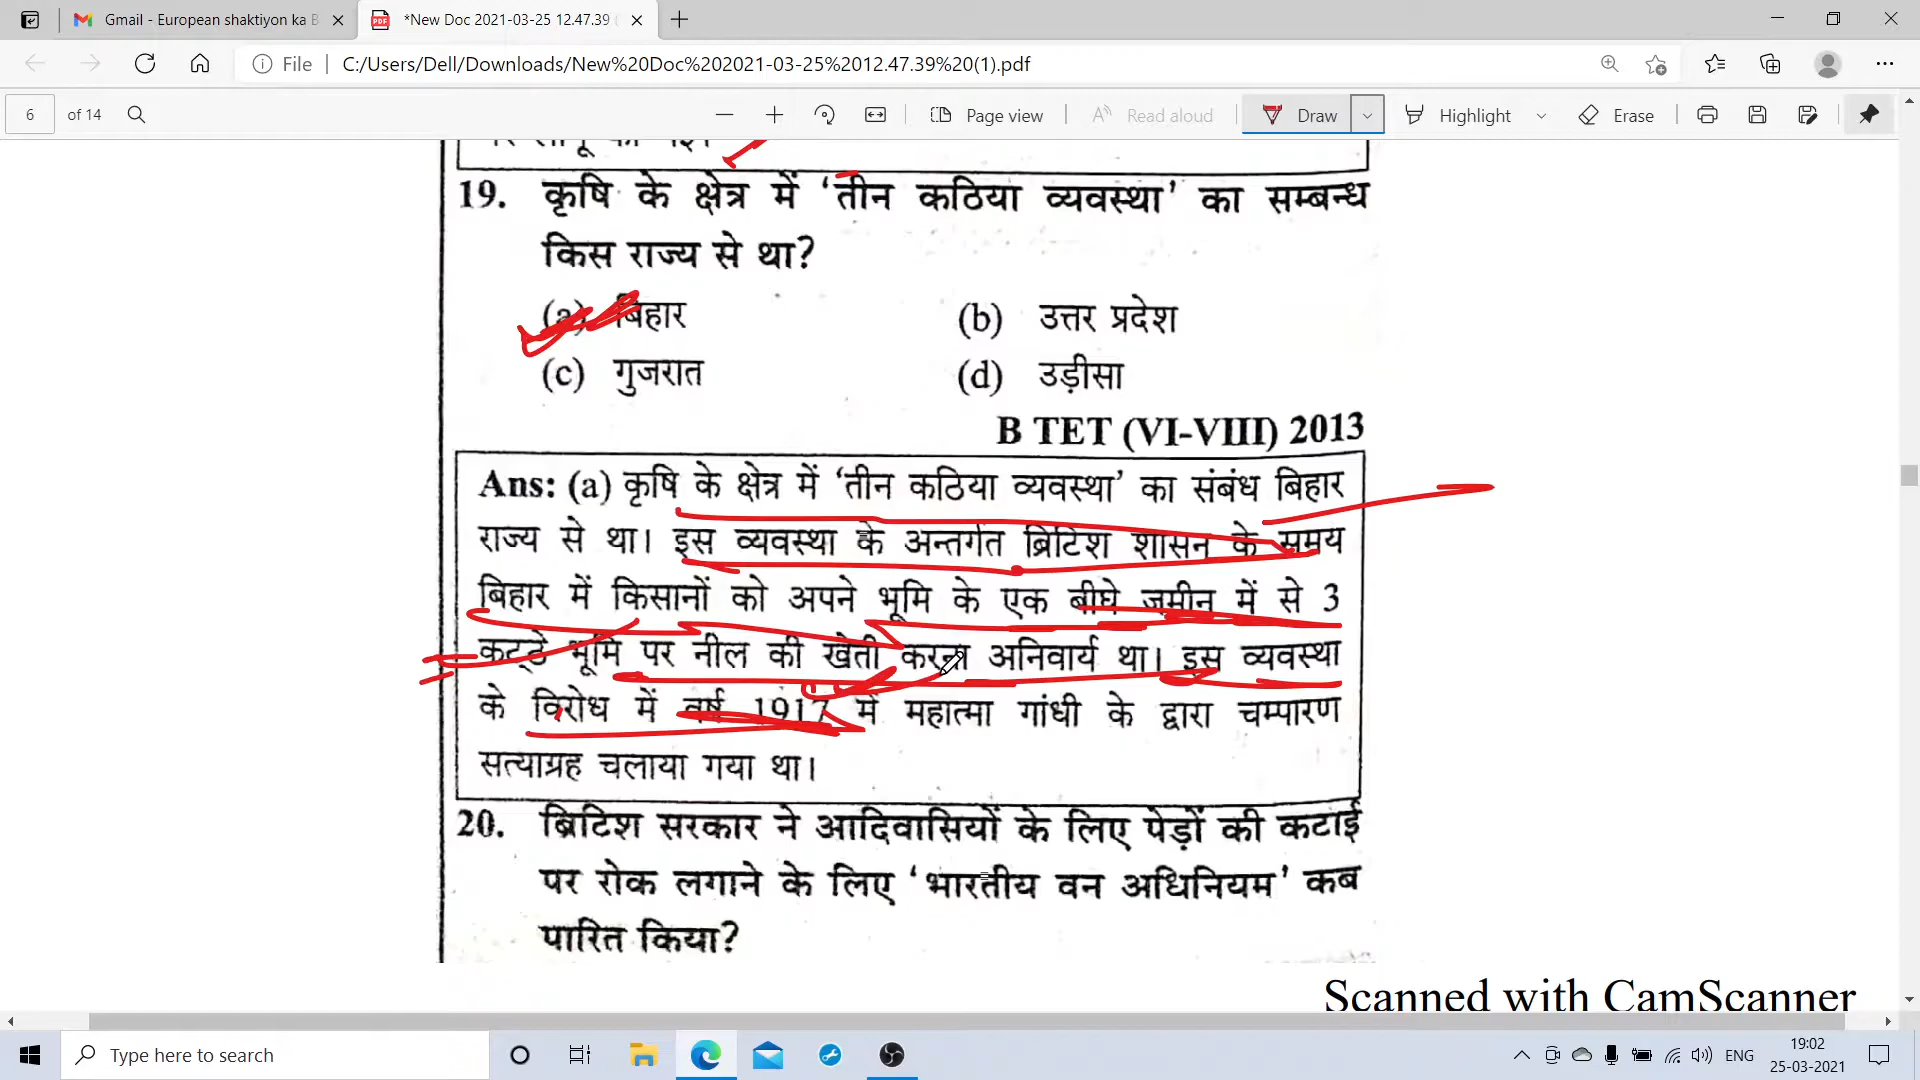 Gmail - European shaktiyon ka B
*New Doc 2021-03-25 12.47.39
File
C:/Users/Dell/Downloads/New%20Doc%202021-03-25%2012.47.39%20(1).pdf
6 of 14
Page view
Read aloud
Draw
Highlight
Erase
19. कृषि के क्षेत्र में 'तीन कठिया व्यवस्था' का सम्बन्ध
किस राज्य से था?
(a) बिहार (b) उत्तर प्रदेश
(c) गुजरात (d) उड़ीसा
B TET (VI-VIII) 2013
Ans: (a) कृषि के क्षेत्र में 'तीन कठिया व्यवस्था' का संबंध बिहार
राज्य से था। इस व्यवस्था के अन्तर्गत ब्रिटिश शासन के समय
बिहार में किसानों को अपने भूमि के एक बीघे जमीन में से 3
कट्ठे भूमि पर नील की खेती करना अनिवार्य था। इस व्यवस्था
के विरोध में वर्ष 1917 में महात्मा गांधी के द्वारा चम्पारण
सत्याग्रह चलाया गया था।
20. ब्रिटिश सरकार ने आदिवासियों के लिए पेड़ों की कटाई
पर रोक लगाने के लिए 'भारतीय वन अधिनियम' कब
पारित किया?
Scanned with CamScanner
Type here to search
ENG
19:02
25-03-2021